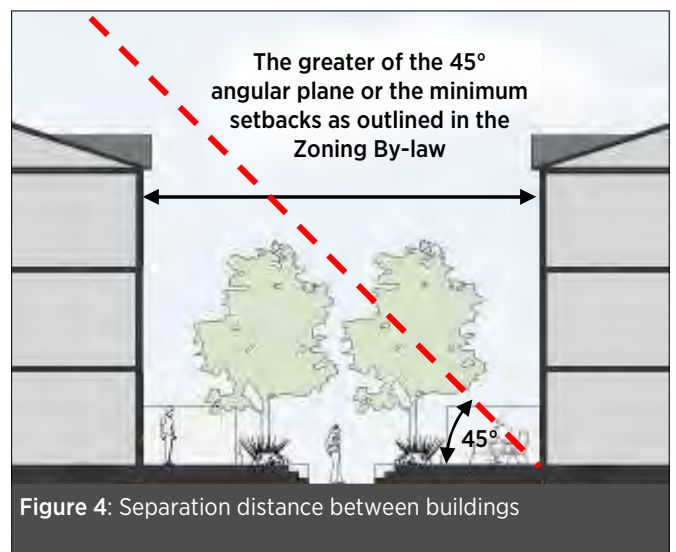 The greater of the 45°
angular plane or the minimum
setbacks as outlined in the
Zoning By-law
45°
Figure 4: Separation distance between buildings